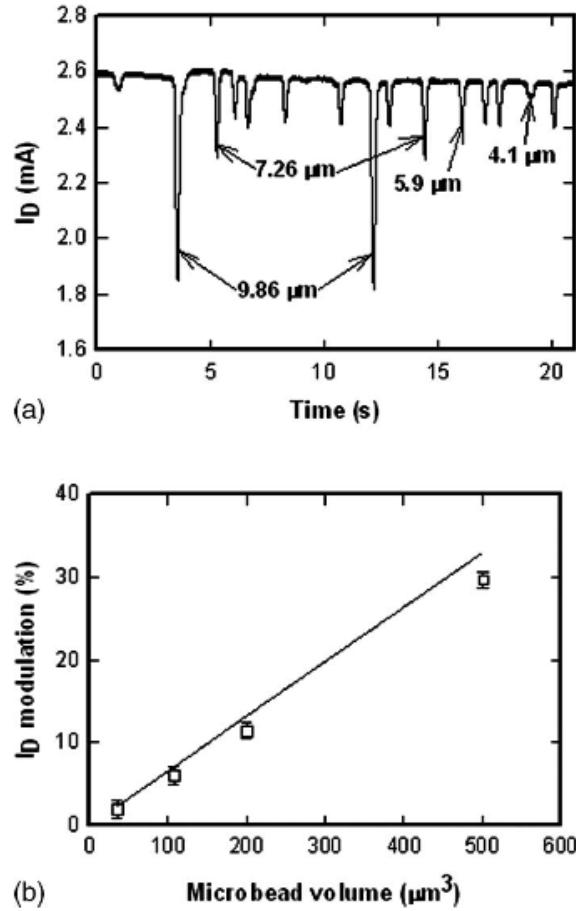 2.8
2.6
2.4
2.2
2.0
1.8
1.6
I_D (mA)
7.26 µm
5.9 µm
4.1 µm
9.86 µm
0 5 10 15 20
(a)
Time (s)
40
30
20
10
0
I_D modulation (%)
0 100 200 300 400 500 600
(b)
Microbead volume (µm³)